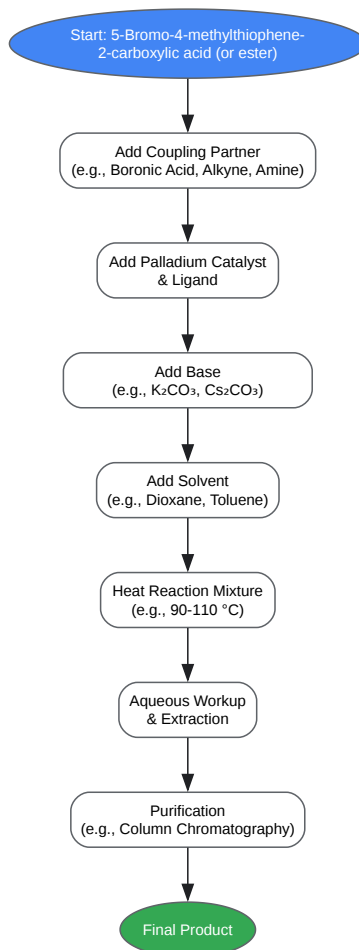 Start: 5-Bromo-4-methylthiophene-
2-carboxylic acid (or ester)
Add Coupling Partner
(e.g., Boronic Acid, Alkyne, Amine)
Add Palladium Catalyst
& Ligand
Add Base
(e.g., K₂CO₃, Cs₂CO₃)
Add Solvent
(e.g., Dioxane, Toluene)
Heat Reaction Mixture
(e.g., 90-110 °C)
Aqueous Workup
& Extraction
Purification
(e.g., Column Chromatography)
Final Product